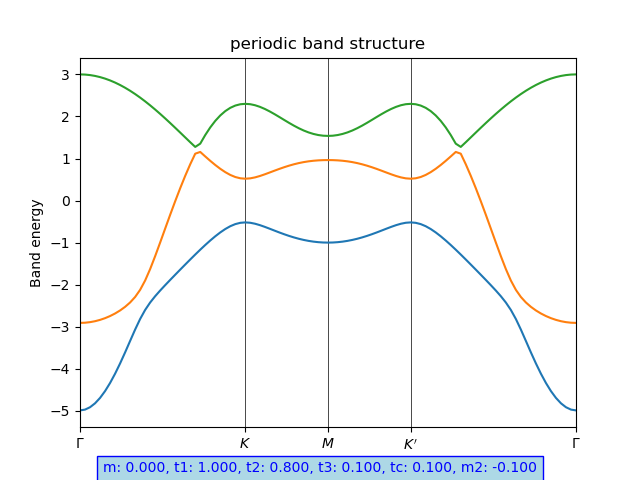 periodic band structure
Band energy
3
2
1
0
−1
−2
−3
−4
−5
Γ K M K′ Γ
m: 0.000, t1: 1.000, t2: 0.800, t3: 0.100, tc: 0.100, m2: -0.100